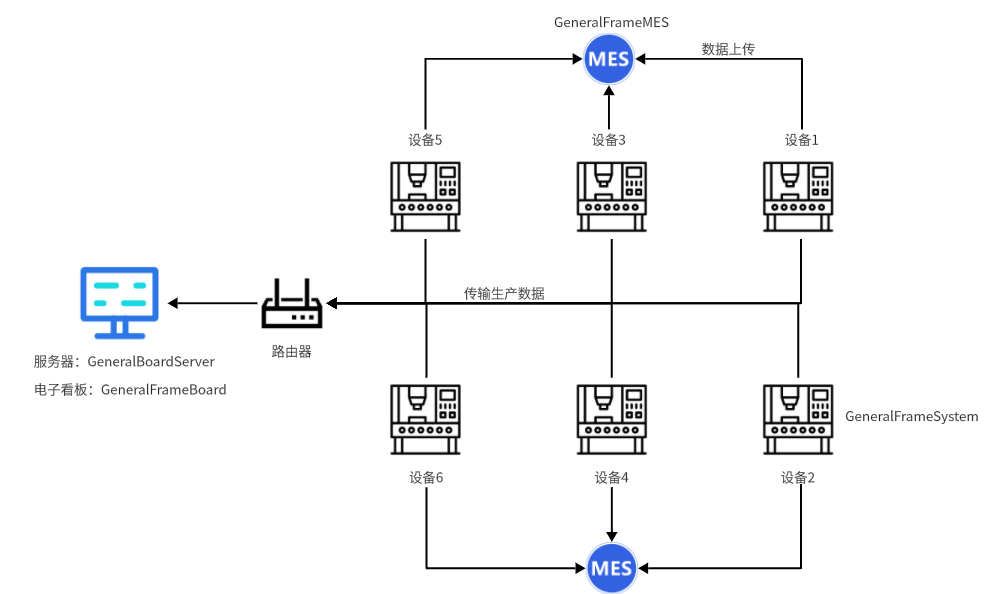 GeneralFrameMES
MES
数据上传
设备5
设备3
设备1
传输生产数据
路由器
服务器：GeneralBoardServer
电子看板：GeneralFrameBoard
GeneralFrameSystem
设备6
设备4
设备2
MES